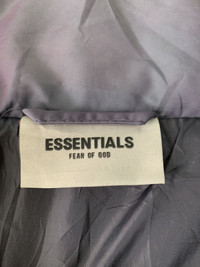 ESSENTIALS
FEAR OF GOD